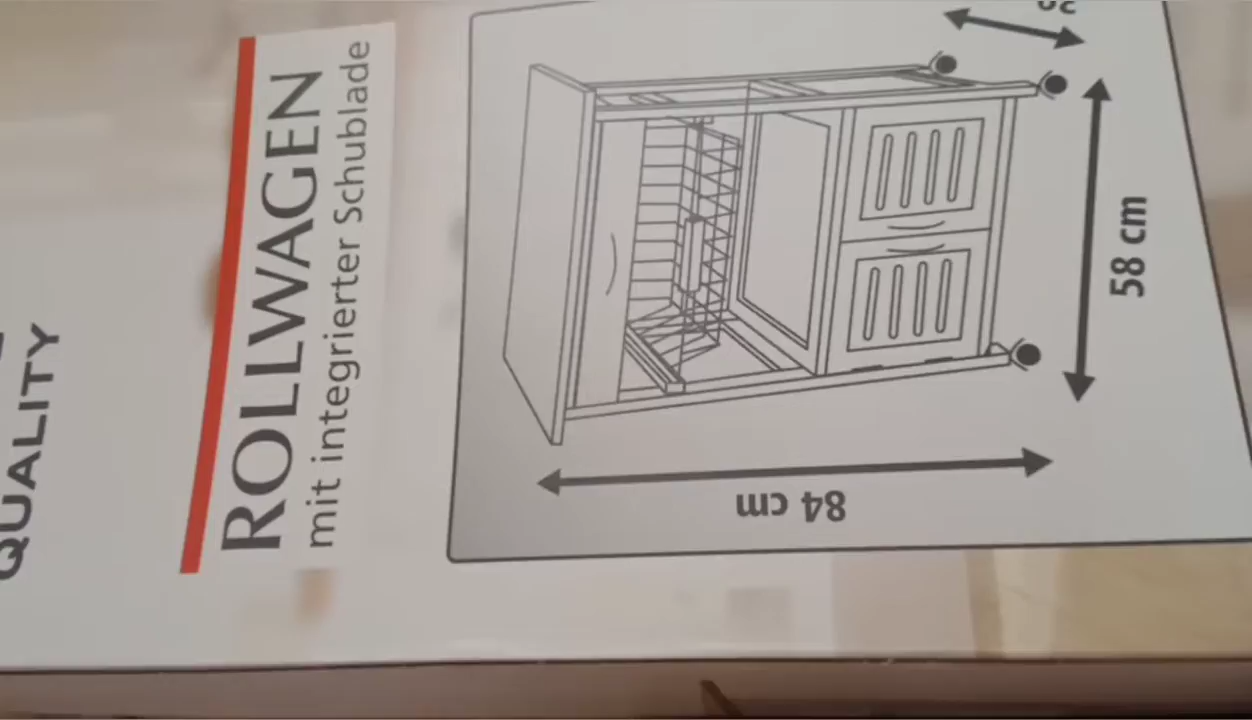 QUALITY
ROLLWAGEN
mit integrierter Schublade
84 cm
58 cm